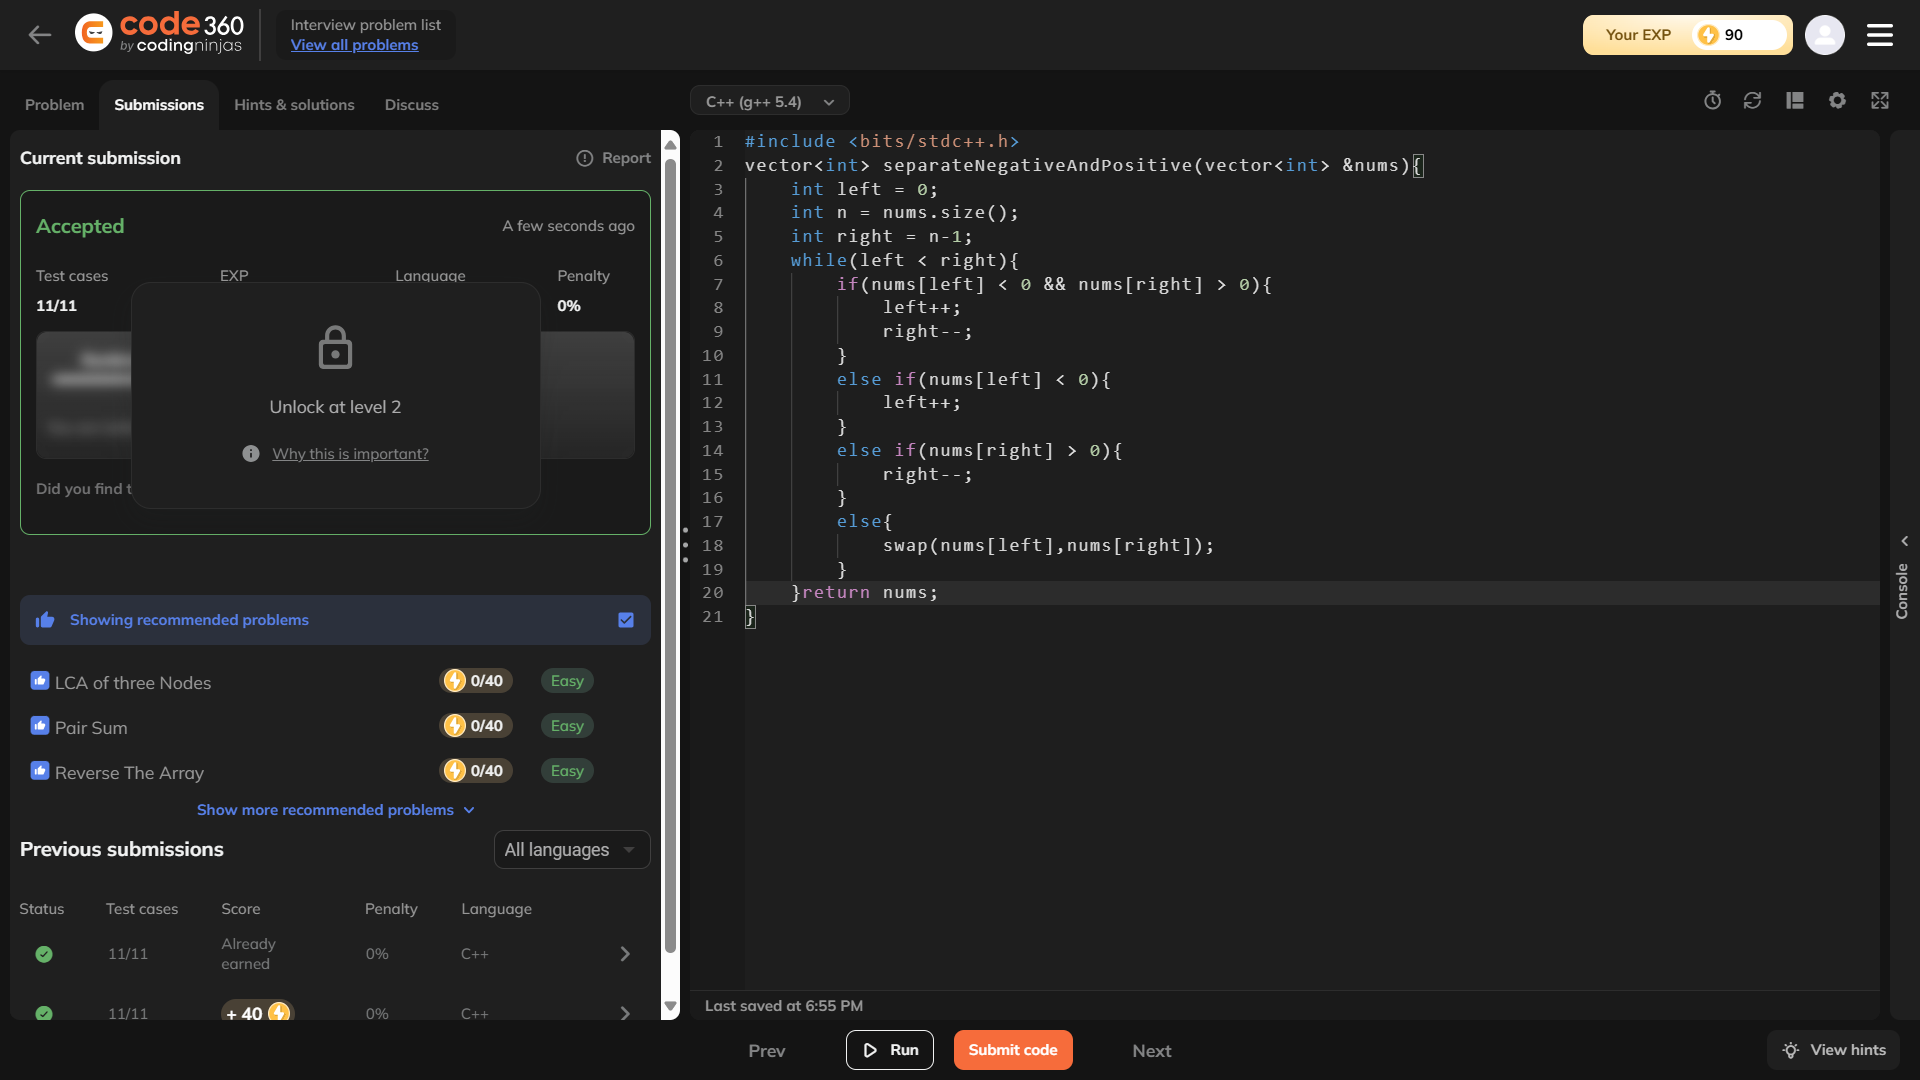 code 360
by codingninjas
Interview problem list
View all problems
Your EXP 90
Problem Submissions Hints & solutions Discuss
C++ (g++ 5.4)
Current submission
Report
Accepted
A few seconds ago
Test cases EXP Language Penalty
11/11 0%
Unlock at level 2
Why this is important?
Did you find t
Showing recommended problems
LCA of three Nodes 0/40 Easy
Pair Sum 0/40 Easy
Reverse The Array 0/40 Easy
Show more recommended problems
Previous submissions
All languages
Status Test cases Score Penalty Language
11/11 Already earned 0% C++
11/11 + 40 0% C++
1 #include <bits/stdc++.h>
2 vector<int> separateNegativeAndPositive(vector<int> &nums){
3     int left = 0;
4     int n = nums.size();
5     int right = n-1;
6     while(left < right){
7         if(nums[left] < 0 && nums[right] > 0){
8             left++;
9             right--;
10         }
11         else if(nums[left] < 0){
12             left++;
13         }
14         else if(nums[right] > 0){
15             right--;
16         }
17         else{
18             swap(nums[left],nums[right]);
19         }
20     }return nums;
21 }
Console
Last saved at 6:55 PM
Prev Run Submit code Next View hints